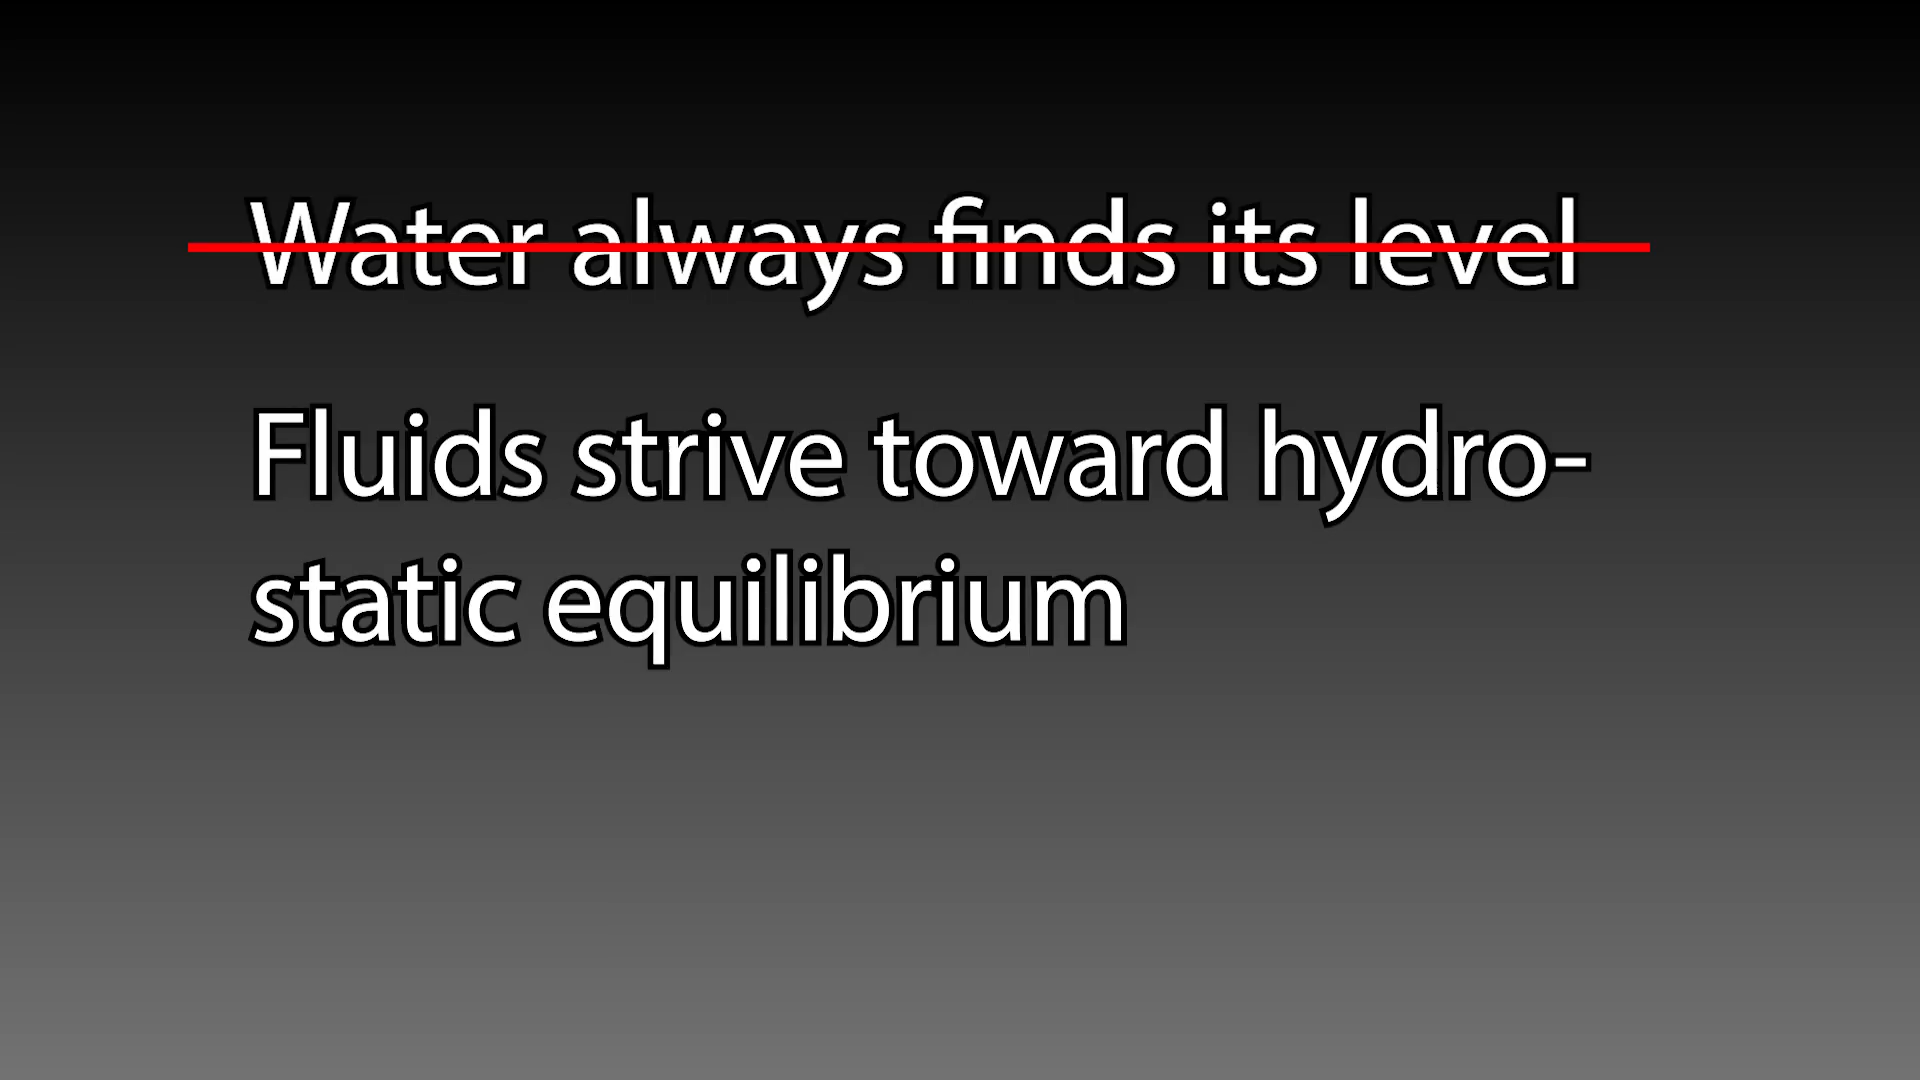 Water always finds its level
Fluids strive toward hydro-
static equilibrium